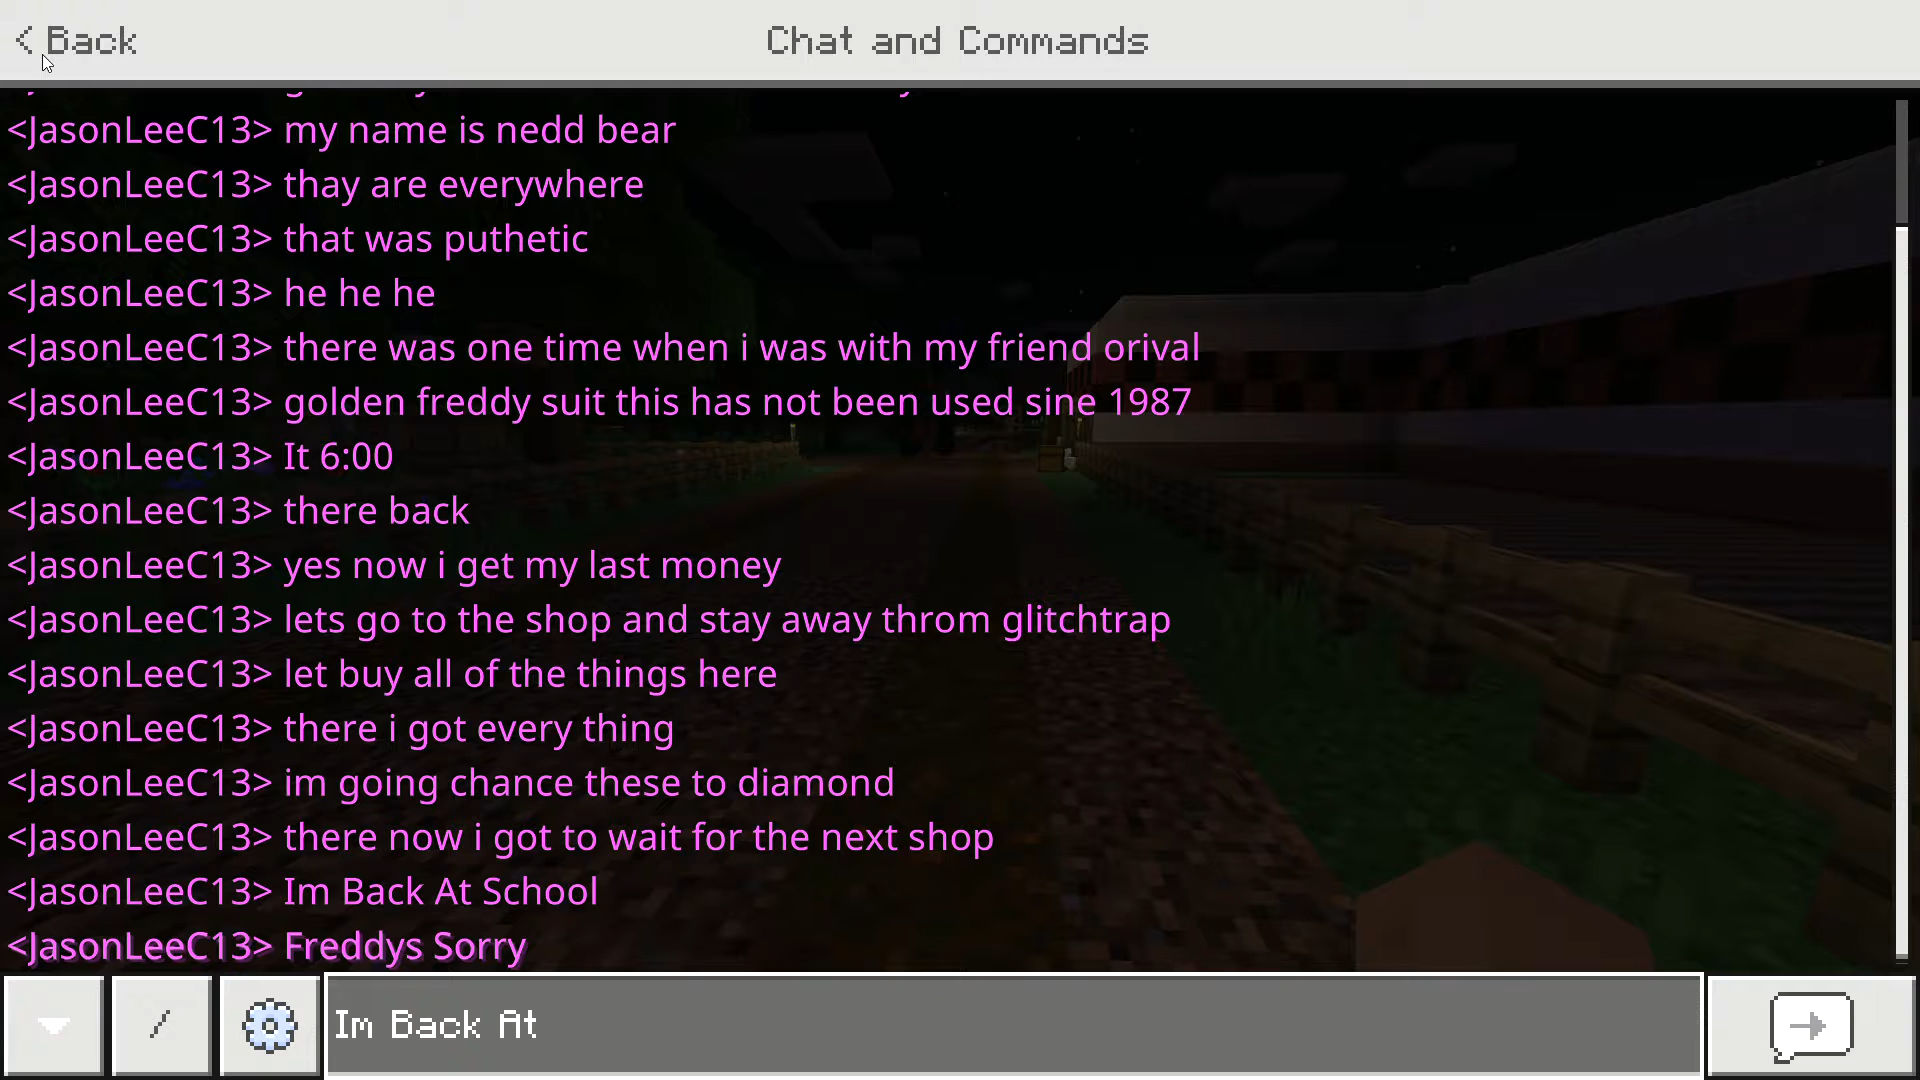 Back
Chat and Commands
<JasonLeeC13> my name is nedd bear
<JasonLeeC13> thay are everywhere
<JasonLeeC13> that was puthetic
<JasonLeeC13> he he he
<JasonLeeC13> there was one time when i was with my friend orival
<JasonLeeC13> golden freddy suit this has not been used sine 1987
<JasonLeeC13> It 6:00
<JasonLeeC13> there back
<JasonLeeC13> yes now i get my last money
<JasonLeeC13> lets go to the shop and stay away throm glitchtrap
<JasonLeeC13> let buy all of the things here
<JasonLeeC13> there i got every thing
<JasonLeeC13> im going chance these to diamond
<JasonLeeC13> there now i got to wait for the next shop
<JasonLeeC13> Im Back At School
<JasonLeeC13> Freddys Sorry
/
Im Back At